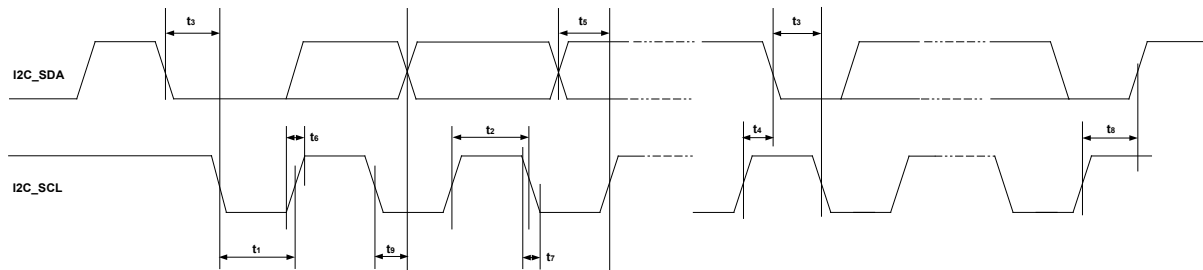 t3 t5 t3
I2C_SDA
t6 t2 t4 t8
I2C_SCL
t1 t9 t7